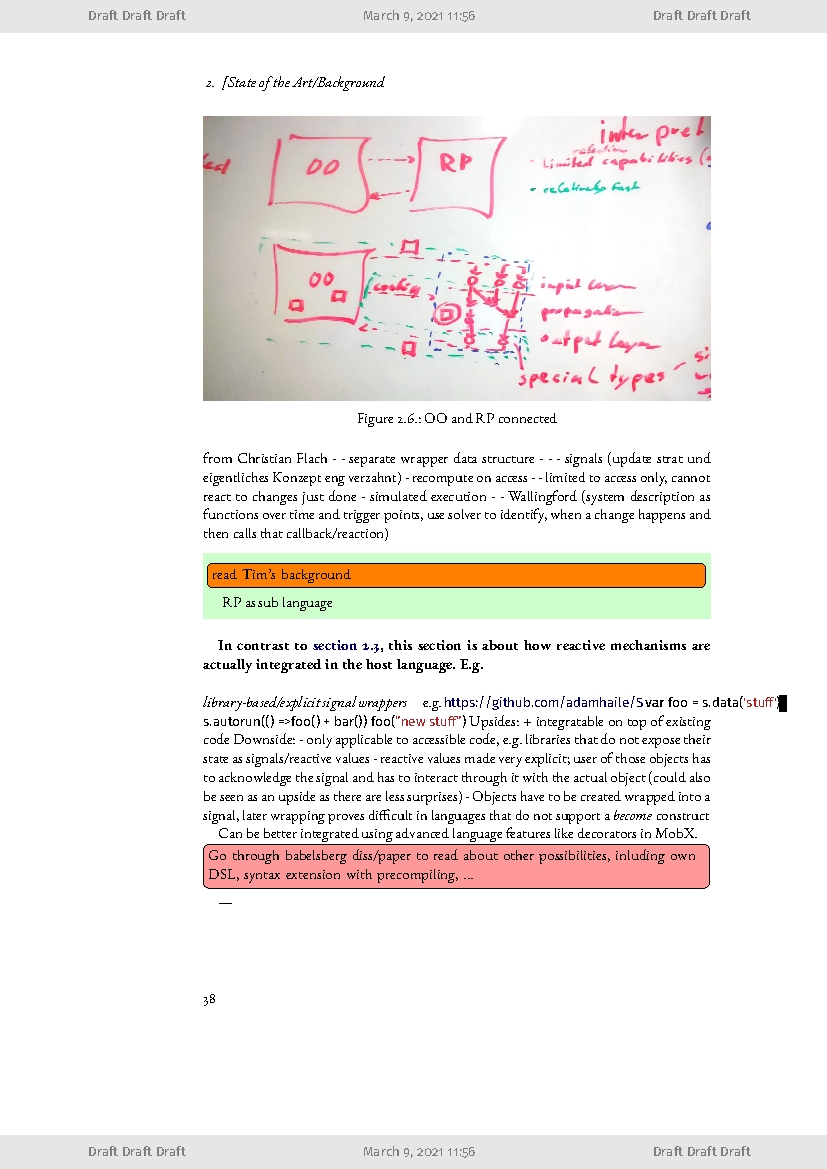 Draft Draft Draft March 9, 2021 11:56 Draft Draft Draft
2. [State of the Art/Background
inter pret
OO RP
- Limited capabilities
- relatively fast
OO
config
input layer
propagation
output layer
special types
Figure 2.6.: OO and RP connected
from Christian Flach - - separate wrapper data structure - - - signals (update strat und
eigentliches Konzept eng verzahnt) - recompute on access - - limited to access only, cannot
react to changes just done - simulated execution - - Wallingford (system description as
functions over time and trigger points, use solver to identify, when a change happens and
then calls that callback/reaction)
read Tim's background
RP as sub language
In contrast to section 2.3, this section is about how reactive mechanisms are
actually integrated in the host language. E.g.
library-based/explicit signal wrappers e.g. https://github.com/adamhaile/S var foo = s.data('stuff')
s.autorun(() =>foo() + bar()) foo("new stuff") Upsides: + integratable on top of existing
code Downside: - only applicable to accessible code, e.g. libraries that do not expose their
state as signals/reactive values - reactive values made very explicit; user of those objects has
to acknowledge the signal and has to interact through it with the actual object (could also
be seen as an upside as there are less surprises) - Objects have to be created wrapped into a
signal, later wrapping proves difficult in languages that do not support a become construct
Can be better integrated using advanced language features like decorators in MobX.
Go through babelsberg diss/paper to read about other possibilities, inluding own
DSL, syntax extension with precompiling, ...
—
38
Draft Draft Draft March 9, 2021 11:56 Draft Draft Draft